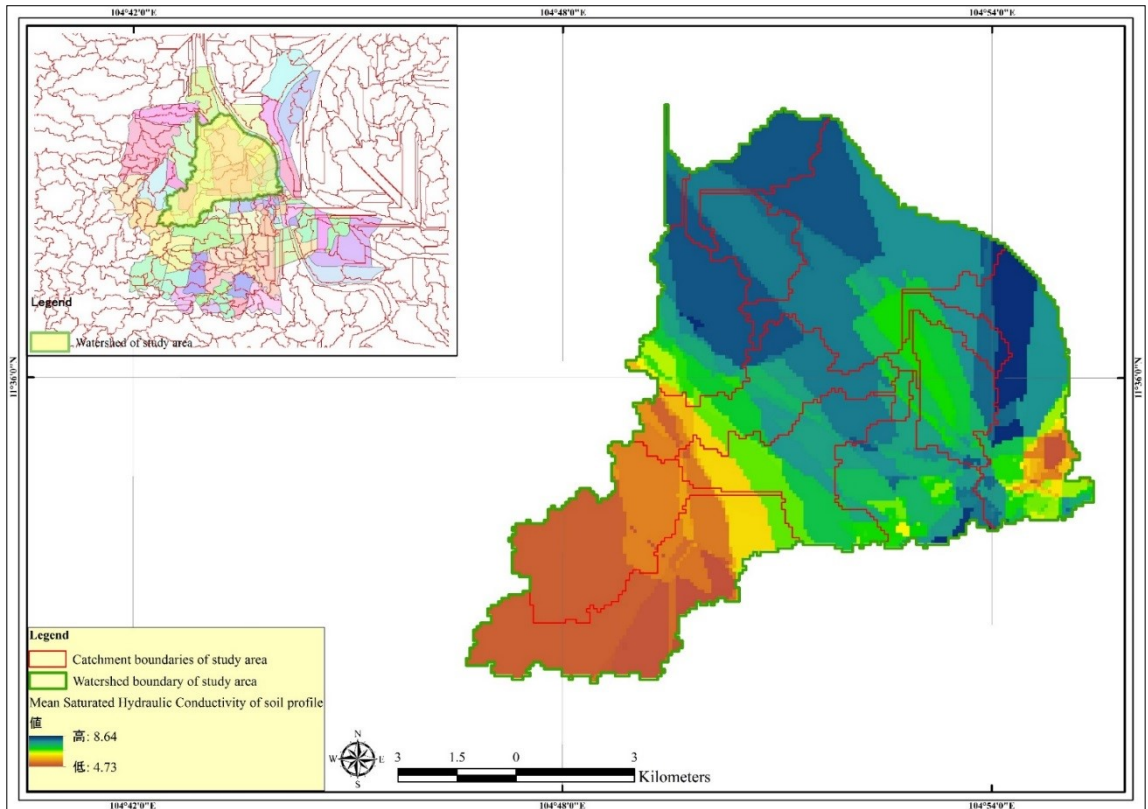 104°42'0"E 104°48'0"E 104°54'0"E
Legend
Watershed of study area
11°36'0"N 11°36'0"N
Legend
Catchment boundaries of study area
Watershed boundary of study area
Mean Saturated Hydraulic Conductivity of soil profile
値
高: 8.64
低: 4.73
N
W E
S
3 1.5 0 3
Kilometers
104°42'0"E 104°48'0"E 104°54'0"E